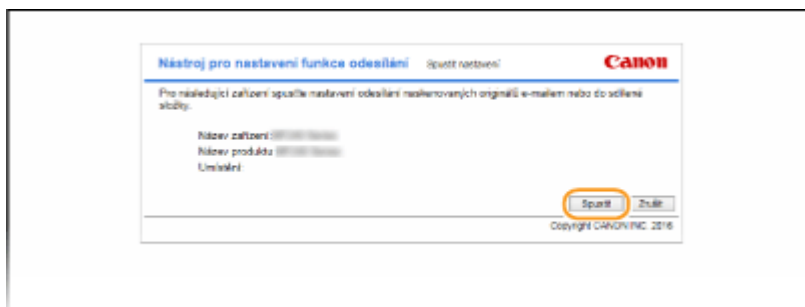 Nástroj pro nastavení funkce odesílání Spustit nastavení Canon
Pro následující zařízení spusťte nastavení odesílání naskenovaných originálů e-mailem nebo do sdílené
složky.
Název zařízení:
Název produktu
Umístění:
Spustit Zrušit
Copyright CANON INC. 2016